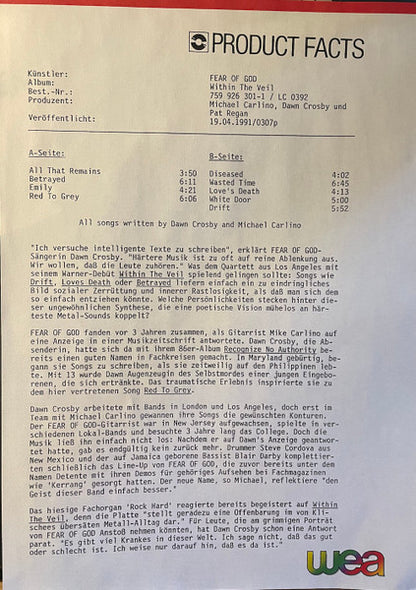 PRODUCT FACTS
Künstler: FEAR OF GOD
Album: Within The Veil
Best.-Nr.: 759 926 301-1 / LC 0392
Produzent: Michael Carlino, Dawn Crosby und
Pat Regan
Veröffentlicht: 19.04.1991/0307p
A-Seite:
All That Remains 3:50
Betrayed 6:11
Emily 4:21
Red To Grey 6:06
B-Seite:
Diseased 4:02
Wasted Time 6:45
Love's Death 4:13
White Door 5:00
Drift 5:52
All songs written by Dawn Crosby and Michael Carlino
"Ich versuche intelligente Texte zu schreiben", erklärt FEAR OF GOD-
Sängerin Dawn Crosby. "Härtere Musik ist zu oft auf reine Ablenkung aus.
Wir wollen, daß die Leute zuhören." Was dem Quartett aus Los Angeles mit
seinem Warner-Debüt Within The Veil spielend gelingen sollte: Songs wie
Drift, Loves Death oder Betrayed liefern einfach ein zu eindringliches
Bild sozialer Zerrüttung und innerer Rastlosigkeit, als daß man sich dem
so einfach entziehen könnte. Welche Persönlichkeiten stecken hinter die-
ser ungewöhnlichen Synthese, die eine poetische Vision mühelos an här-
teste Metal-Sounds koppelt?
FEAR OF GOD fanden vor 3 Jahren zusammen, als Gitarrist Mike Carlino auf
eine Anzeige in einer Musikzeitschrift antwortete. Dawn Crosby, die Ab-
senderin, hatte sich da mit ihrem 86er-Album Recognize No Authority be-
reits einen guten Namen in Fachkreisen gemacht. In Maryland gebürtig, be-
gann sie Songs zu schreiben, als sie zeitweilig auf den Philippinen leb-
te. Mit 13 wurde Dawn Augenzeugin des Selbstmordes einer jungen Eingebo-
renen, die sich ertränkte. Das traumatische Erlebnis inspirierte sie zu
dem hier vertretenen Song Red To Grey.
Dawn Crosby arbeitete mit Bands in London und Los Angeles, doch erst im
Team mit Michael Carlino gewannen ihre Songs die gewünschten Konturen.
Der FEAR OF GOD-Gitarrist war in New Jersey aufgewachsen, spielte in ver-
schiedenen Lokal-Bands und besuchte 3 Jahre lang das College. Doch die
Musik ließ ihn einfach nicht los: Nachdem er auf Dawn's Anzeige geantwor-
tet hatte, gab es endgültig kein zurück mehr. Drummer Steve Cordova aus
New Mexico und der auf Jamaica geborene Bassist Blair Darby komplettier-
ten schließlich das Line-Up von FEAR OF GOD, die zuvor bereits unter dem
Namen Detente mit ihren Demos für gehöriges Aufsehen bei Fachmagazinen
wie 'Kerrang' gesorgt hatten. Der neue Name, so Michael, reflektiere "den
Geist dieser Band einfach besser."
Das hiesige Fachorgan 'Rock Hard' reagierte bereits begeistert auf Within
The Veil, denn die Platte "stellt geradezu eine Offenbarung im von Kli-
schees übersäten Metall-Alltag dar." Für Leute, die am grimmigen Porträt
von FEAR OF GOD Anstoß nehmen könnten, hat Dawn Crosby schon eine Antwort
parat. "Es gibt viel Krankes in dieser Welt. Ich sage nicht, daß das gut
oder schlecht ist. Ich weise nur darauf hin, daß es da ist."
wea